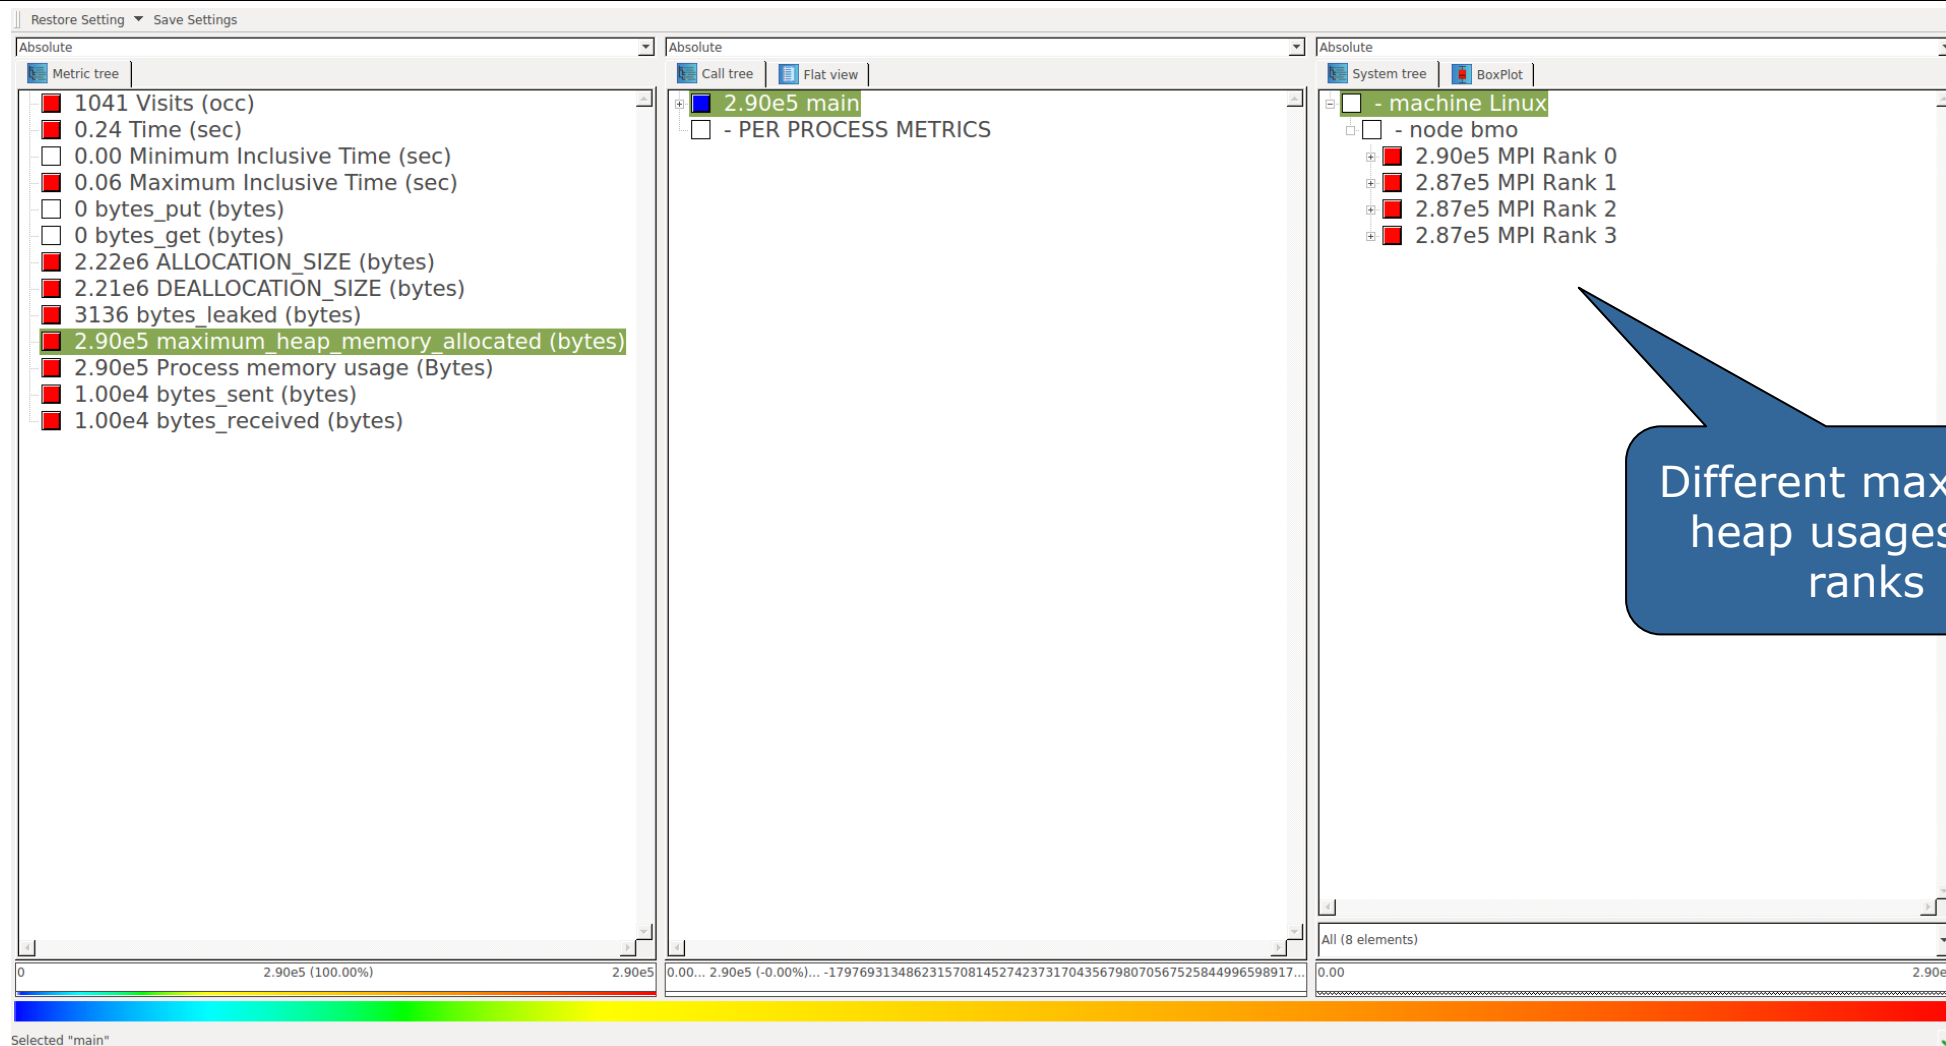 Restore Setting Save Settings
Absolute
Metric tree
1041 Visits (occ)
0.24 Time (sec)
0.00 Minimum Inclusive Time (sec)
0.06 Maximum Inclusive Time (sec)
0 bytes_put (bytes)
0 bytes_get (bytes)
2.22e6 ALLOCATION_SIZE (bytes)
2.21e6 DEALLOCATION_SIZE (bytes)
3136 bytes_leaked (bytes)
2.90e5 maximum_heap_memory_allocated (bytes)
2.90e5 Process memory usage (Bytes)
1.00e4 bytes_sent (bytes)
1.00e4 bytes_received (bytes)
0 2.90e5 (100.00%) 2.90e5
Absolute
Call tree Flat view
2.90e5 main
- PER PROCESS METRICS
0.00... 2.90e5 (-0.00%)... -17976931348623157081452742373170435679807056752584499659891７...
Absolute
System tree BoxPlot
- machine Linux
- node bmo
2.90e5 MPI Rank 0
2.87e5 MPI Rank 1
2.87e5 MPI Rank 2
2.87e5 MPI Rank 3
Different max
heap usages
ranks
All (8 elements)
0.00 2.90e
Selected "main"